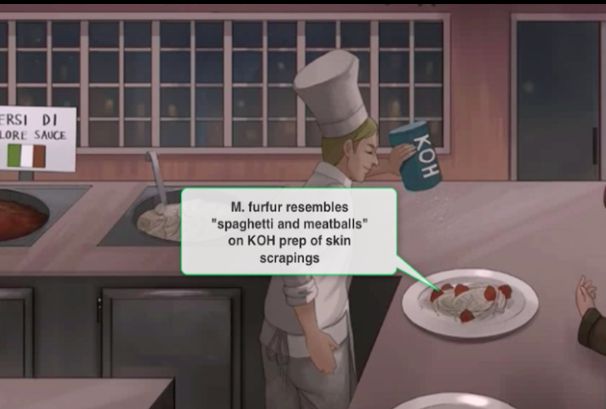 ERSI DI
LORE SAUCE
KOH
M. furfur resembles
"spaghetti and meatballs"
on KOH prep of skin
scrapings